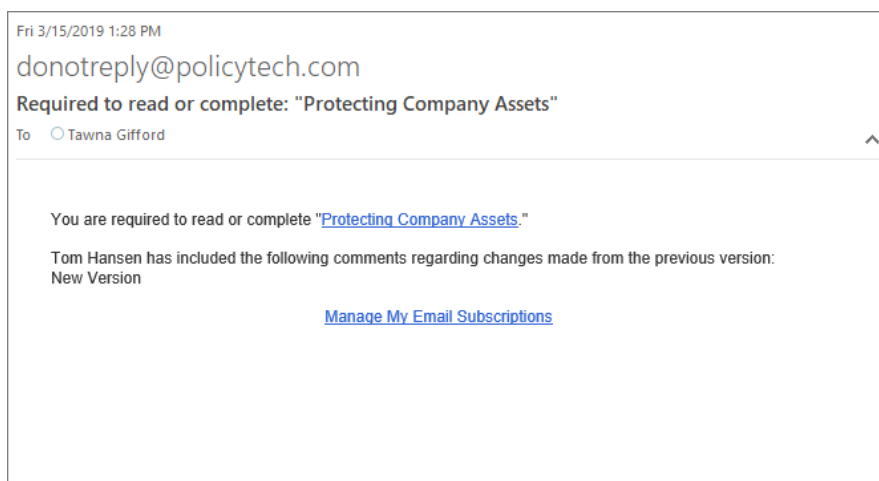 Fri 3/15/2019 1:28 PM
donotreply@policytech.com
Required to read or complete: "Protecting Company Assets"
To Tawna Gifford
You are required to read or complete "Protecting Company Assets."
Tom Hansen has included the following comments regarding changes made from the previous version:
New Version
Manage My Email Subscriptions